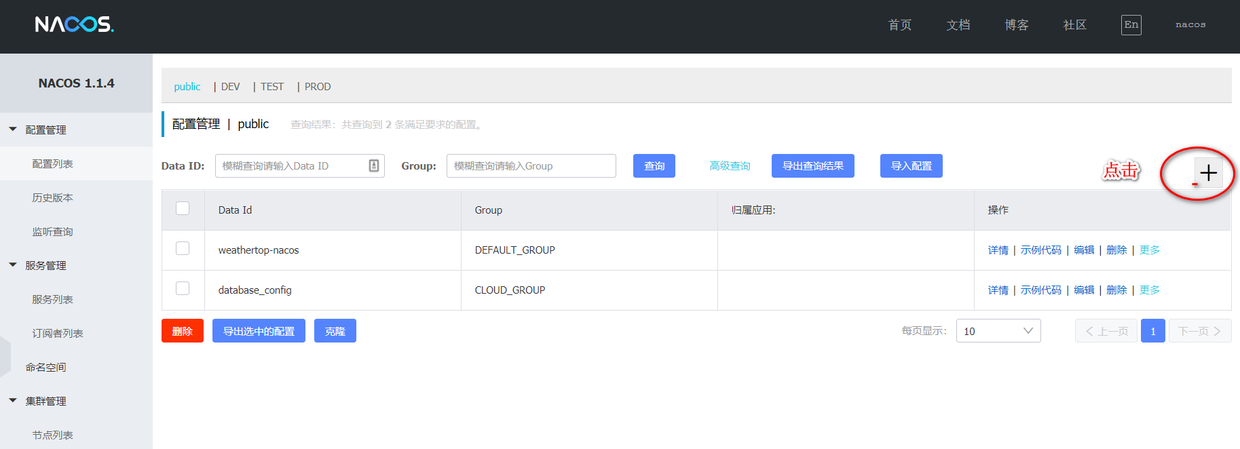 NACOS. 首页 文档 博客 社区 En nacos
NACOS 1.1.4
配置管理
配置列表
历史版本
监听查询
服务管理
服务列表
订阅者列表
命名空间
集群管理
节点列表
public | DEV | TEST | PROD
配置管理 | public 查询结果：共查询到 2 条满足要求的配置。
Data ID: 模糊查询请输入Data ID Group: 模糊查询请输入Group 查询 高级查询 导出查询结果 导入配置 点击 +
Data Id Group 归属应用: 操作
weathertop-nacos DEFAULT_GROUP 详情 | 示例代码 | 编辑 | 删除 | 更多
database_config CLOUD_GROUP 详情 | 示例代码 | 编辑 | 删除 | 更多
删除 导出选中的配置 克隆 每页显示: 10 < 上一页 1 下一页 >